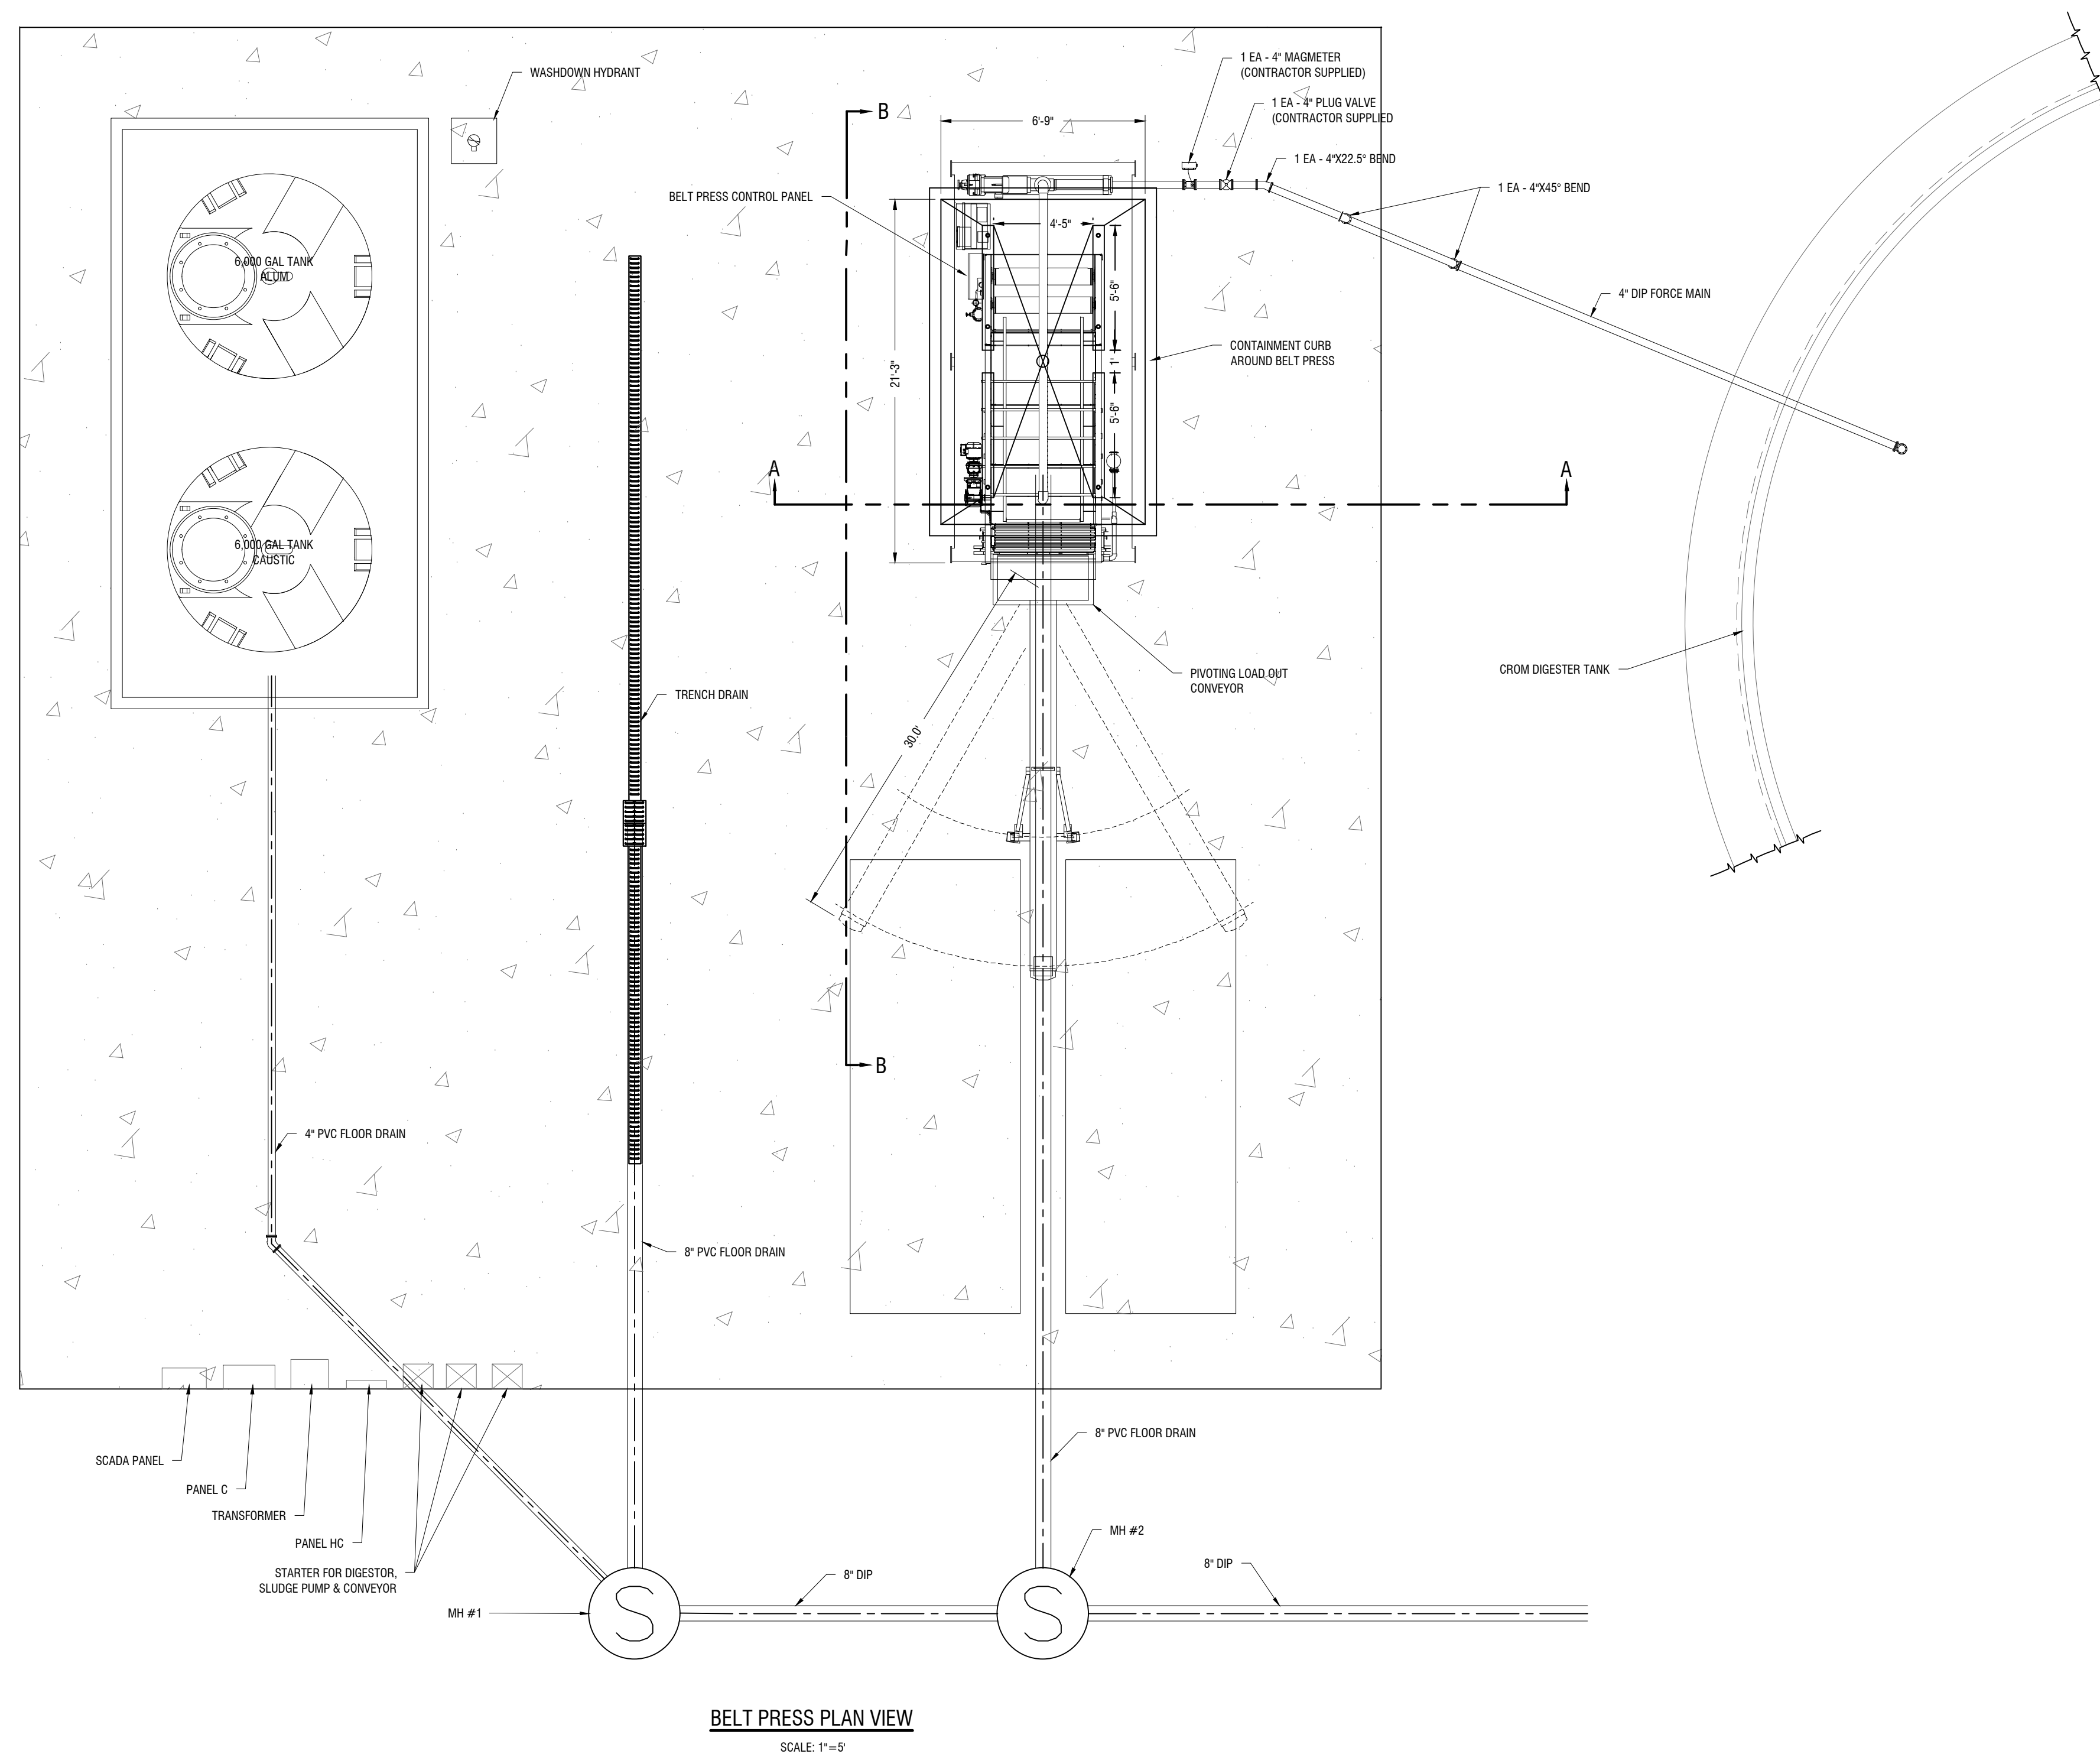 1 EA - 4" MAGMETER
(CONTRACTOR SUPPLIED)
WASHDOWN HYDRANT
1 EA - 4" PLUG VALVE
(CONTRACTOR SUPPLIED
B
6'-9"
1 EA - 4"X22.5° BEND
1 EA - 4"X45° BEND
BELT PRESS CONTROL PANEL
4'-5"
6,000 GAL TANK
ALUM
5'-6"
4" DIP FORCE MAIN
CONTAINMENT CURB
AROUND BELT PRESS
1'
21'-3"
5'-6"
A
A
6,000 GAL TANK
CAUSTIC
CROM DIGESTER TANK
PIVOTING LOAD OUT
CONVEYOR
TRENCH DRAIN
30.0'
B
4" PVC FLOOR DRAIN
8" PVC FLOOR DRAIN
8" PVC FLOOR DRAIN
SCADA PANEL
PANEL C
TRANSFORMER
PANEL HC
MH #2
STARTER FOR DIGESTOR,
SLUDGE PUMP & CONVEYOR
8" DIP
8" DIP
MH #1
S
S
BELT PRESS PLAN VIEW
SCALE: 1"=5'